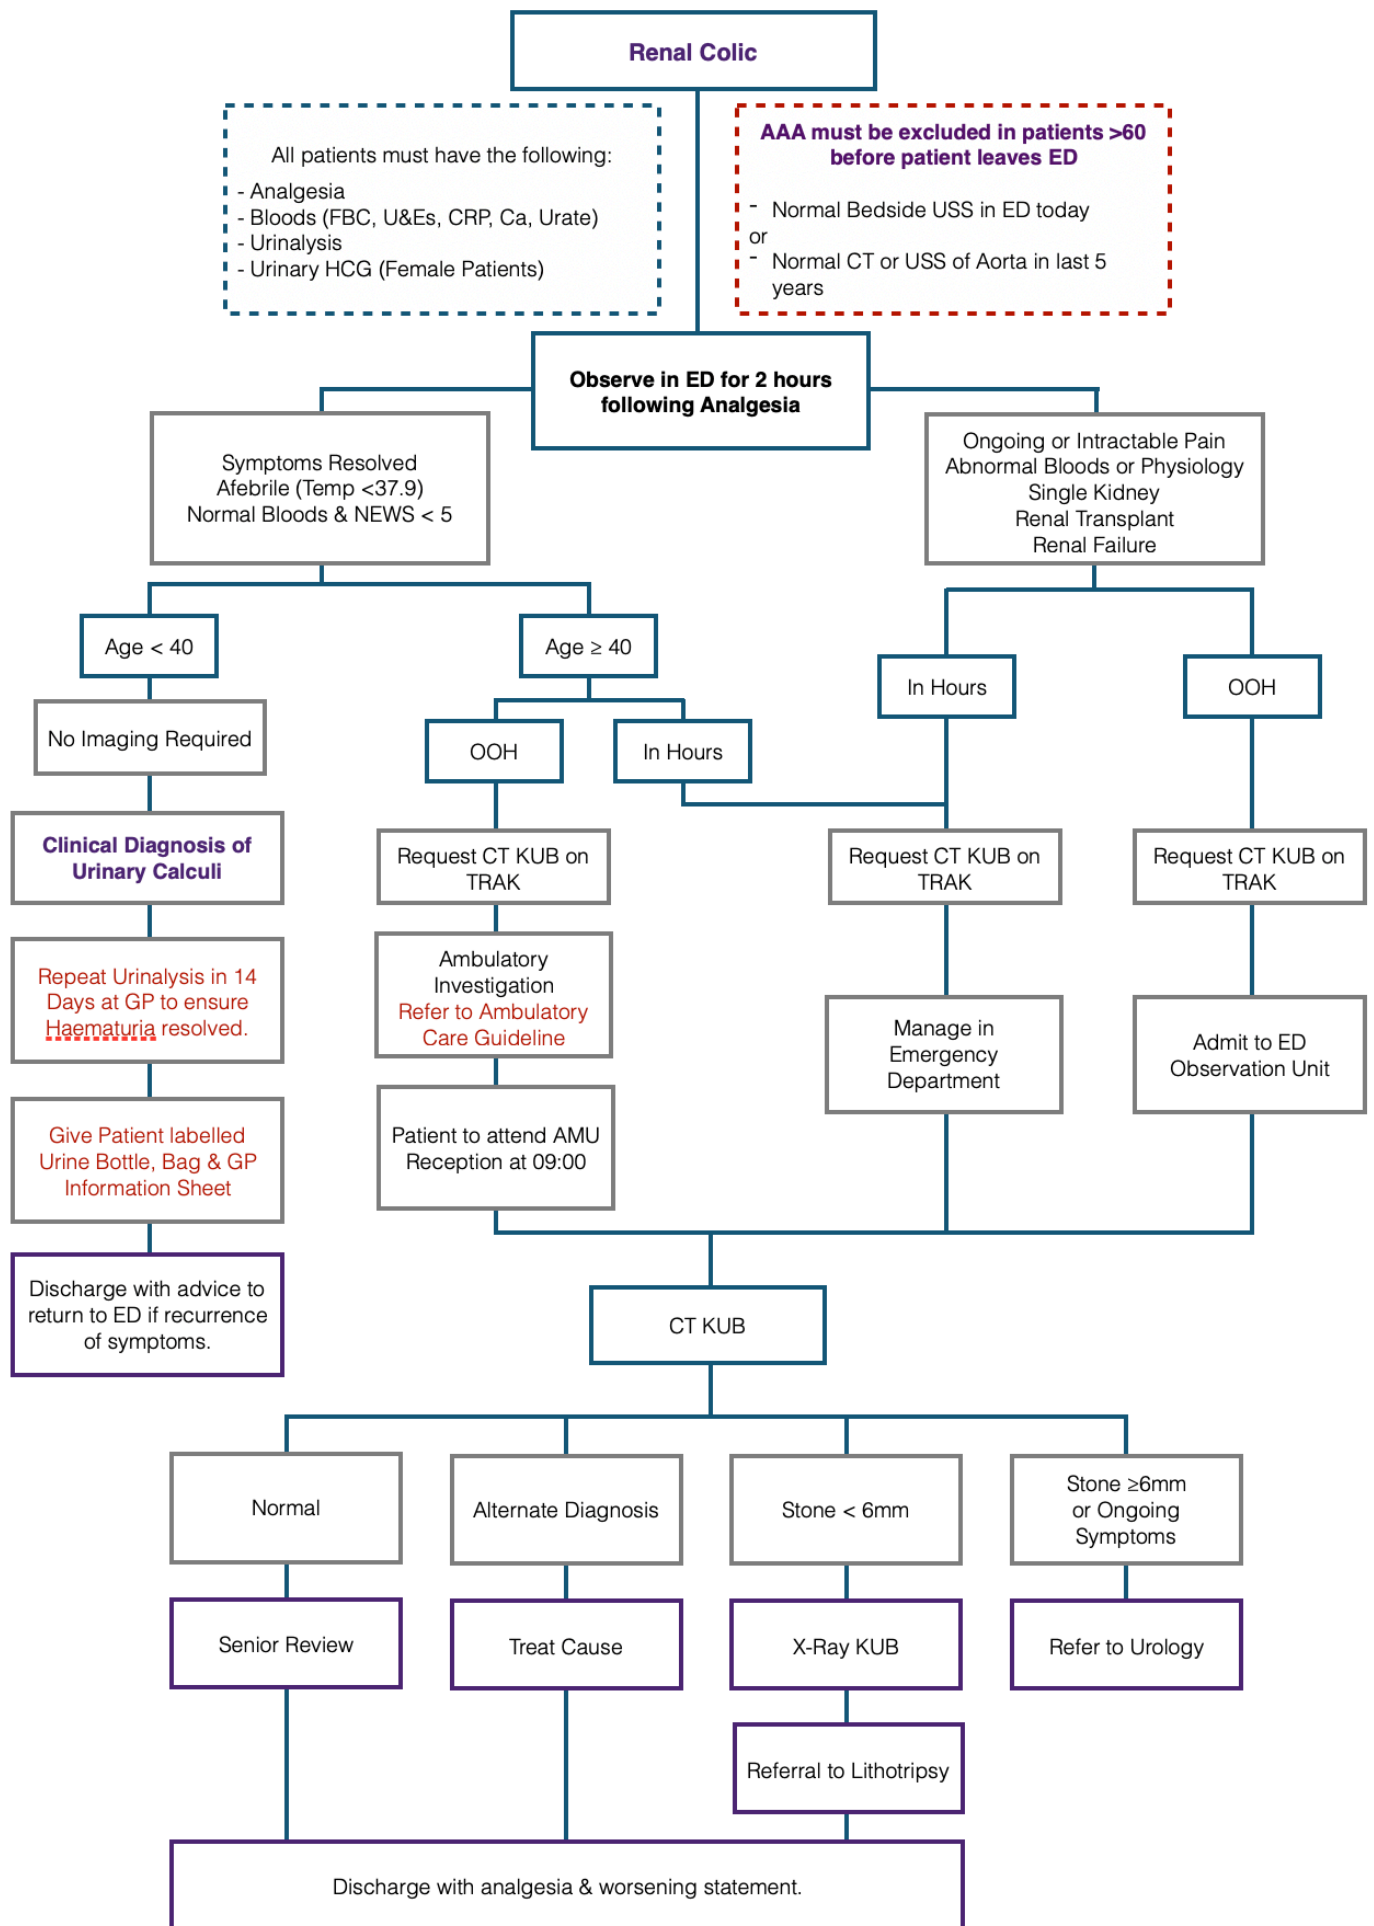 Renal Colic
All patients must have the following:
- Analgesia
- Bloods (FBC, U&Es, CRP, Ca, Urate)
- Urinalysis
- Urinary HCG (Female Patients)
AAA must be excluded in patients >60
before patient leaves ED
- Normal Bedside USS in ED today
or
- Normal CT or USS of Aorta in last 5
years
Observe in ED for 2 hours
following Analgesia
Symptoms Resolved
Afebrile (Temp <37.9)
Normal Bloods & NEWS < 5
Ongoing or Intractable Pain
Abnormal Bloods or Physiology
Single Kidney
Renal Transplant
Renal Failure
Age < 40
Age ≥ 40
In Hours
OOH
No Imaging Required
OOH
In Hours
Clinical Diagnosis of
Urinary Calculi
Request CT KUB on
TRAK
Request CT KUB on
TRAK
Request CT KUB on
TRAK
Repeat Urinalysis in 14
Days at GP to ensure
Haematuria resolved.
Ambulatory
Investigation
Refer to Ambulatory
Care Guideline
Manage in
Emergency
Department
Admit to ED
Observation Unit
Give Patient labelled
Urine Bottle, Bag & GP
Information Sheet
Patient to attend AMU
Reception at 09:00
Discharge with advice to
return to ED if recurrence
of symptoms.
CT KUB
Normal
Alternate Diagnosis
Stone < 6mm
Stone ≥6mm
or Ongoing
Symptoms
Senior Review
Treat Cause
X-Ray KUB
Refer to Urology
Referral to Lithotripsy
Discharge with analgesia & worsening statement.